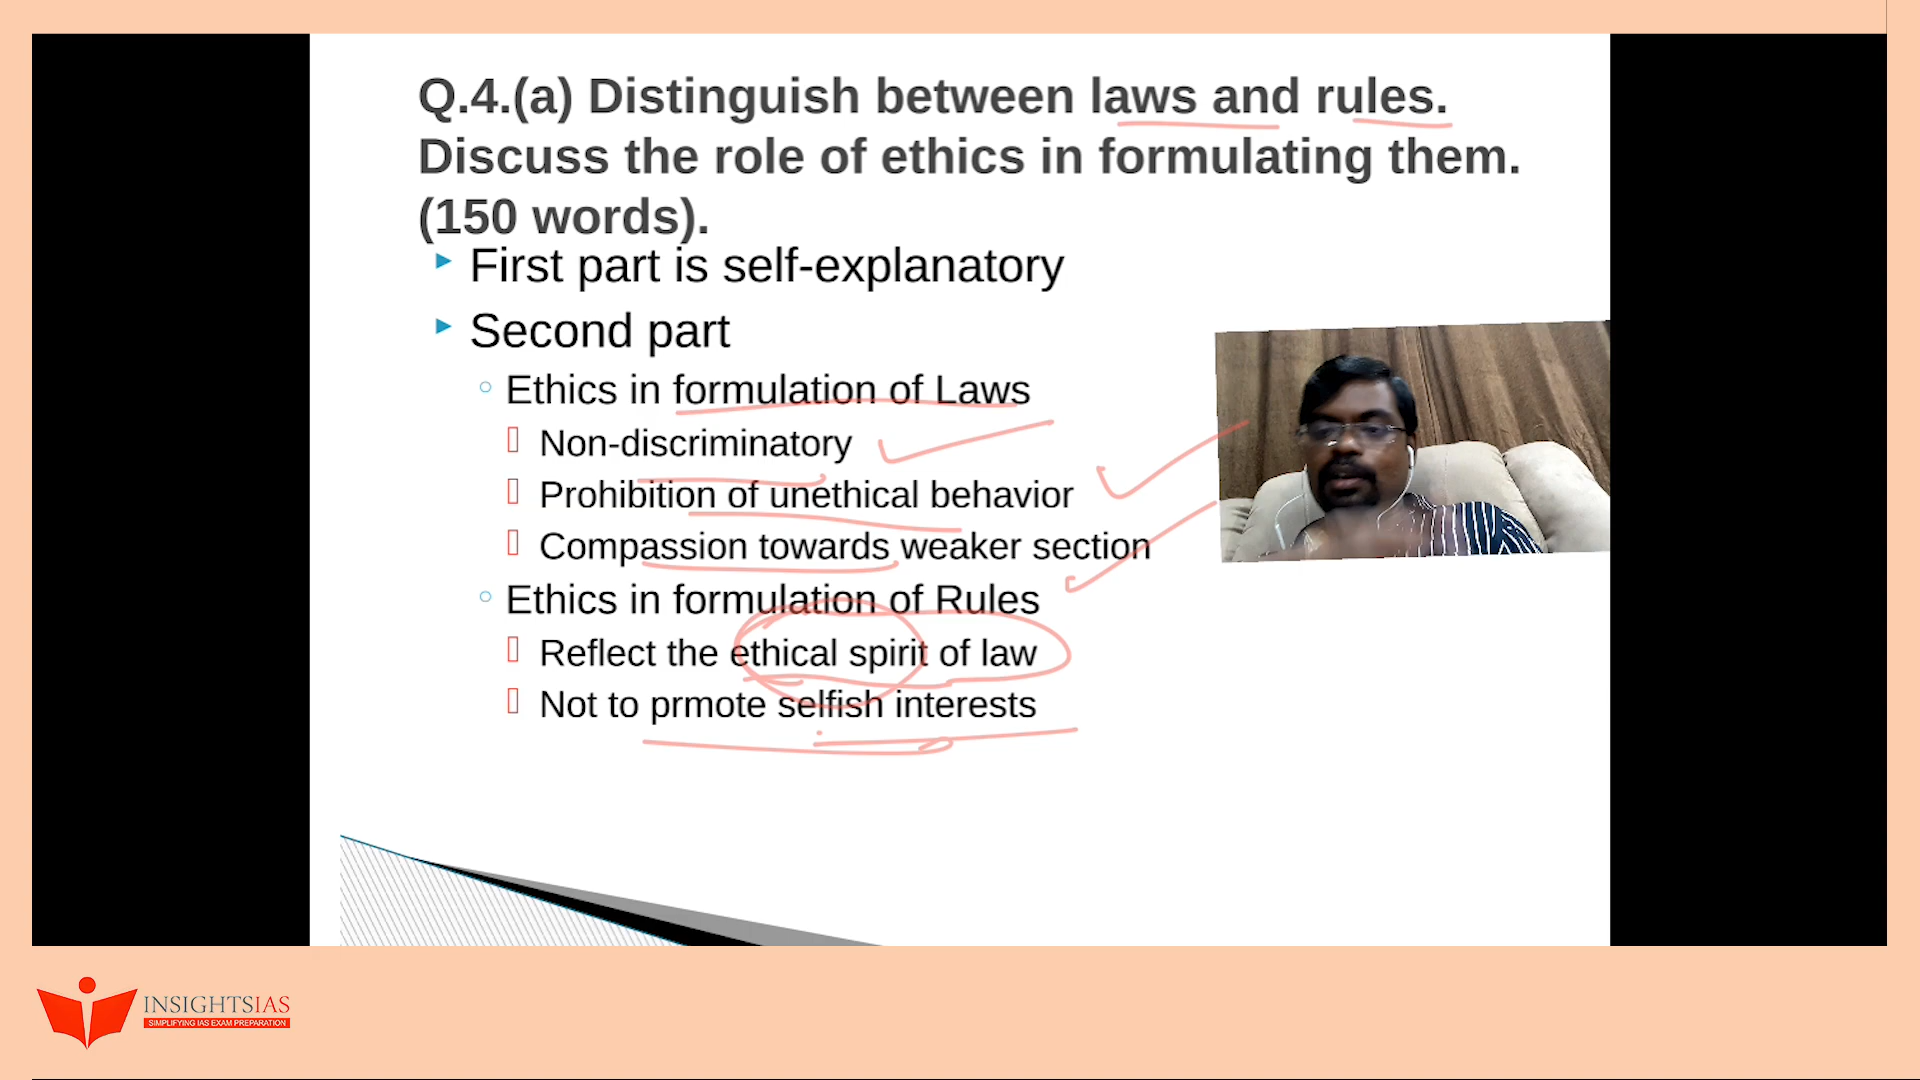 Q.4.(a) Distinguish between laws and rules.
Discuss the role of ethics in formulating them.
(150 words).
First part is self-explanatory
Second part
Ethics in formulation of Laws
Non-discriminatory
Prohibition of unethical behavior
Compassion towards weaker section
Ethics in formulation of Rules
Reflect the ethical spirit of law
Not to prmote selfish interests
INSIGHTSIAS
SIMPLIFYING IAS EXAM PREPARATION